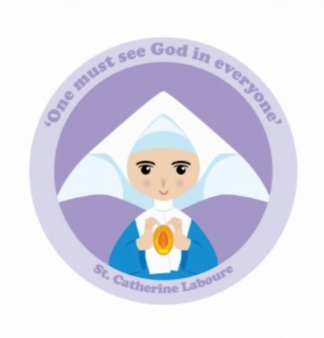 ‘One must see God in everyone’
St. Catherine Laboure